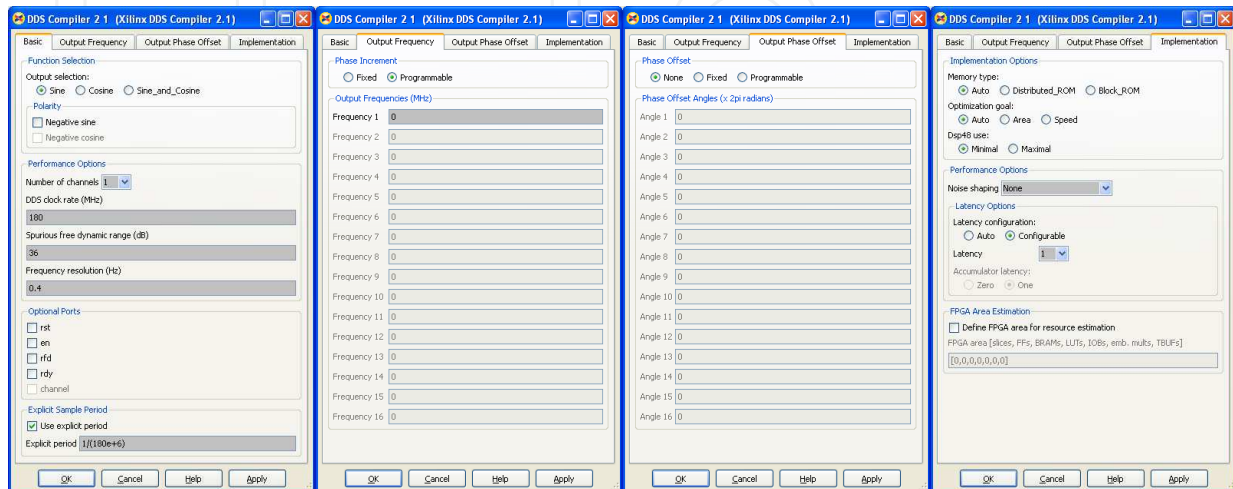 DDS Compiler 2 1 (Xilinx DDS Compiler 2.1)
Basic Output Frequency Output Phase Offset Implementation
Function Selection
Output selection:
Sine Cosine Sine_and_Cosine
Polarity
Negative sine
Negative cosine
Performance Options
Number of channels 1
DDS clock rate (MHz)
180
Spurious free dynamic range (dB)
36
Frequency resolution (Hz)
0.4
Optional Ports
rst
en
rfd
rdy
channel
Explicit Sample Period
Use explicit period
Explicit period 1/(180e+6)
OK Cancel Help Apply
DDS Compiler 2 1 (Xilinx DDS Compiler 2.1)
Basic Output Frequency Output Phase Offset Implementation
Phase Increment
Fixed Programmable
Output Frequencies (MHz)
Frequency 1 0
Frequency 2 0
Frequency 3 0
Frequency 4 0
Frequency 5 0
Frequency 6 0
Frequency 7 0
Frequency 8 0
Frequency 9 0
Frequency 10 0
Frequency 11 0
Frequency 12 0
Frequency 13 0
Frequency 14 0
Frequency 15 0
Frequency 16 0
OK Cancel Help Apply
DDS Compiler 2 1 (Xilinx DDS Compiler 2.1)
Basic Output Frequency Output Phase Offset Implementation
Phase Offset
None Fixed Programmable
Phase Offset Angles (x 2pi radians)
Angle 1 0
Angle 2 0
Angle 3 0
Angle 4 0
Angle 5 0
Angle 6 0
Angle 7 0
Angle 8 0
Angle 9 0
Angle 10 0
Angle 11 0
Angle 12 0
Angle 13 0
Angle 14 0
Angle 15 0
Angle 16 0
OK Cancel Help Apply
DDS Compiler 2 1 (Xilinx DDS Compiler 2.1)
Basic Output Frequency Output Phase Offset Implementation
Implementation Options
Memory type:
Auto Distributed_ROM Block_ROM
Optimization goal:
Auto Area Speed
Dsp48 use:
Minimal Maximal
Performance Options
Noise shaping None
Latency Options
Latency configuration:
Auto Configurable
Latency 1
Accumulator latency:
Zero One
FPGA Area Estimation
Define FPGA area for resource estimation
FPGA area [slices, FFs, BRAMs, LUTs, IOBs, emb. mults, TBUFs]
[0,0,0,0,0,0,0]
OK Cancel Help Apply